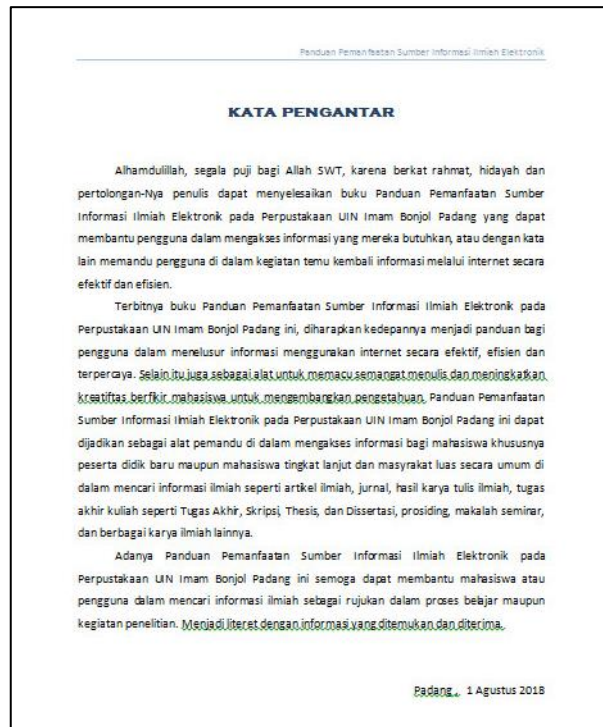 Panduan Pemanfaatan Sumber Informasi Ilmiah Elektronik
KATA PENGANTAR
Alhamdulillah, segala puji bagi Allah SWT, karena berkat rahmat, hidayah dan
pertolongan-Nya penulis dapat menyelesaikan buku Panduan Pemanfaatan Sumber
Informasi Ilmiah Elektronik pada Perpustakaan UIN Imam Bonjol Padang yang dapat
membantu pengguna dalam mengakses informasi yang mereka butuhkan, atau dengan kata
lain memandu pengguna di dalam kegiatan temu kembali informasi melalui internet secara
efektif dan efisien.
Terbitnya buku Panduan Pemanfaatan Sumber Informasi Ilmiah Elektronik pada
Perpustakaan UIN Imam Bonjol Padang ini, diharapkan kedepannya menjadi panduan bagi
pengguna dalam menelusur informasi menggunakan internet secara efektif, efisien dan
terpercaya. Selain itu juga sebagai alat untuk memacu semangat menulis dan meningkatkan
kreatiftas berfikir mahasiswa untuk mengembangkan pengetahuan. Panduan Pemanfaatan
Sumber Informasi Ilmiah Elektronik pada Perpustakaan UIN Imam Bonjol Padang ini dapat
dijadikan sebagai alat pemandu di dalam mengakses informasi bagi mahasiswa khususnya
peserta didik baru maupun mahasiswa tingkat lanjut dan masyrakat luas secara umum di
dalam mencari informasi ilmiah seperti artikel ilmiah, jurnal, hasil karya tulis ilmiah, tugas
akhir kuliah seperti Tugas Akhir, Skripsi, Thesis, dan Dissertasi, prosiding, makalah seminar,
dan berbagai karya ilmiah lainnya.
Adanya Panduan Pemanfaatan Sumber Informasi Ilmiah Elektronik pada
Perpustakaan UIN Imam Bonjol Padang ini semoga dapat membantu mahasiswa atau
pengguna dalam mencari informasi ilmiah sebagai rujukan dalam proses belajar maupun
kegiatan penelitian. Menjadi literet dengan informasi yang ditemukan dan diterima.
Padang, 1 Agustus 2018